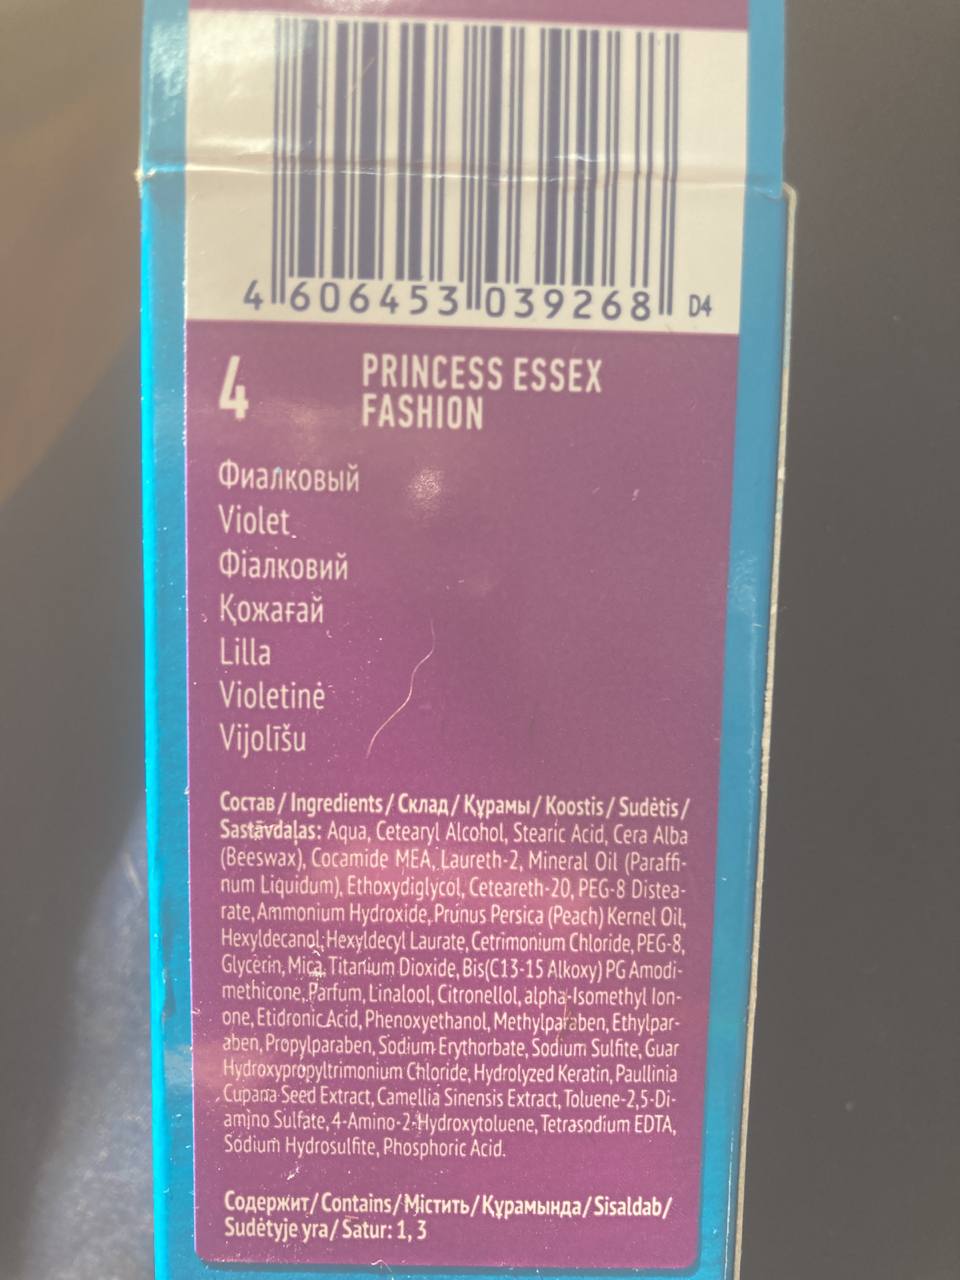 4 606453 039268 D4
4 PRINCESS ESSEX
FASHION
Фиалковый
Violet
Фіалковий
Қожағай
Lilla
Violetinė
Vijolīšu
Состав/Ingredients/Склад/Құрамы/Koostis/Sudėtis/
Sastāvdaļas: Aqua, Cetearyl Alcohol, Stearic Acid, Cera Alba
(Beeswax), Cocamide MEA, Laureth-2, Mineral Oil (Paraffi-
num Liquidum), Ethoxydiglycol, Ceteareth-20, PEG-8 Distea-
rate, Ammonium Hydroxide, Prunus Persica (Peach) Kernel Oil,
Hexyldecanol, Hexyldecyl Laurate, Cetrimonium Chloride, PEG-8,
Glycerin, Mica, Titanium Dioxide, Bis(C13-15 Alkoxy) PG Amodi-
methicone, Parfum, Linalool, Citronellol, alpha-Isomethyl Ion-
one, Etidronic Acid, Phenoxyethanol, Methylparaben, Ethylpar-
aben, Propylparaben, Sodium Erythorbate, Sodium Sulfite, Guar
Hydroxypropyltrimonium Chloride, Hydrolyzed Keratin, Paullinia
Cupana Seed Extract, Camellia Sinensis Extract, Toluene-2,5-Di-
amino Sulfate, 4-Amino-2-Hydroxytoluene, Tetrasodium EDTA,
Sodium Hydrosulfite, Phosphoric Acid.
Содержит/Contains/Містить/Құрамында/Sisaldab/
Sudėtyje yra/Satur: 1, 3